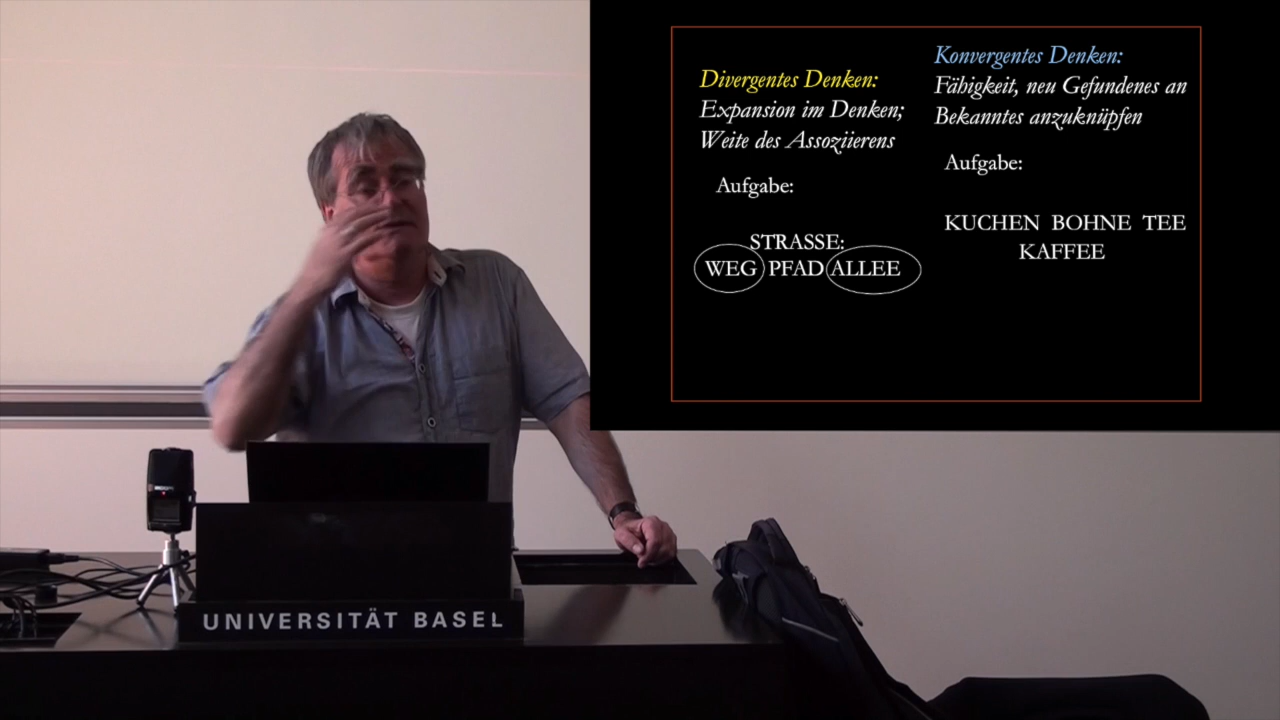 Divergentes Denken:
Expansion im Denken;
Weite des Assoziierens
Aufgabe:
STRASSE:
WEG PFAD ALLEE
Konvergentes Denken:
Fähigkeit, neu Gefundenes an
Bekanntes anzuknüpfen
Aufgabe:
KUCHEN BOHNE TEE
KAFFEE
UNIVERSITÄT BASEL